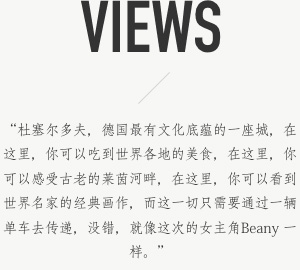 VIEWS
“杜塞尔多夫，德国最有文化底蕴的一座城，在
这里，你可以吃到世界各地的美食，在这里，你
可以感受古老的莱茵河畔，在这里，你可以看到
世界名家的经典画作，而这一切只需要通过一辆
单车去传递，没错，就像这次的女主角Beany 一
样。”